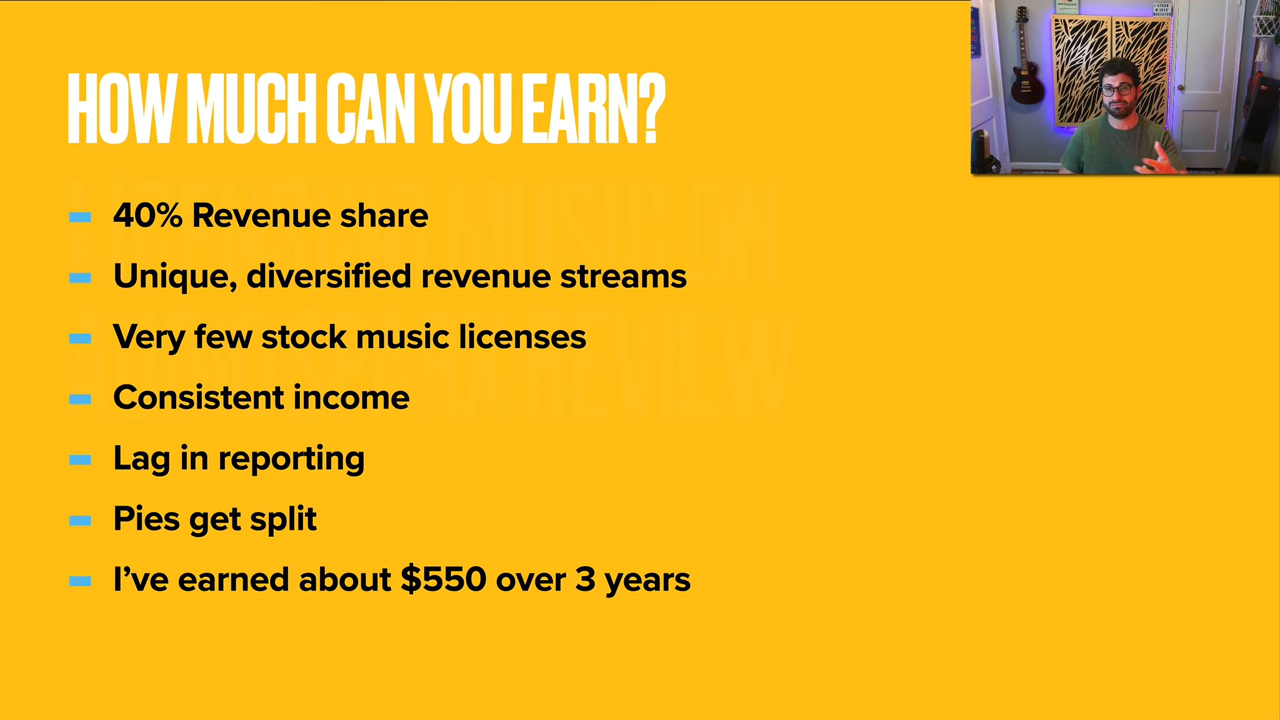 HOW MUCH CAN YOU EARN?
40% Revenue share
Unique, diversified revenue streams
Very few stock music licenses
Consistent income
Lag in reporting
Pies get split
I’ve earned about $550 over 3 years